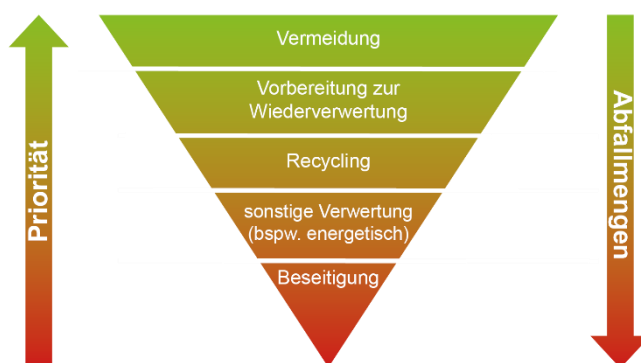 Vermeidung
Vorbereitung zur
Wiederverwertung
Recycling
sonstige Verwertung
(bspw. energetisch)
Beseitigung
Priorität
Abfallmengen